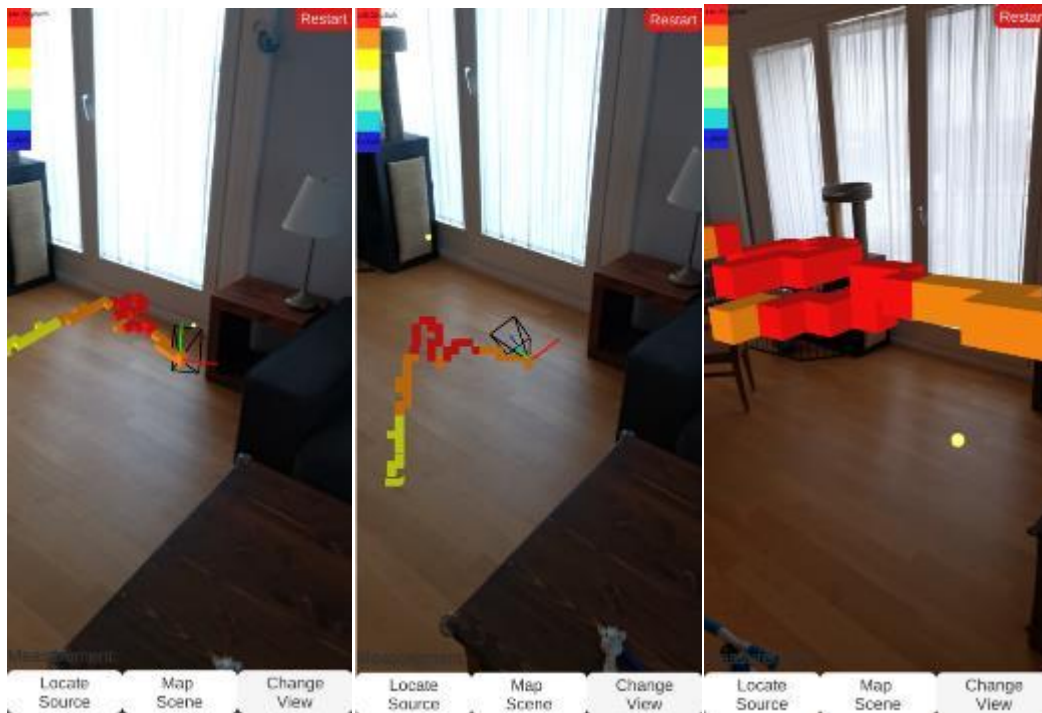 Restart
Locate
Source
Map
Scene
Change
View
Restart
Locate
Source
Map
Scene
Change
View
Restart
Locate
Source
Map
Scene
Change
View